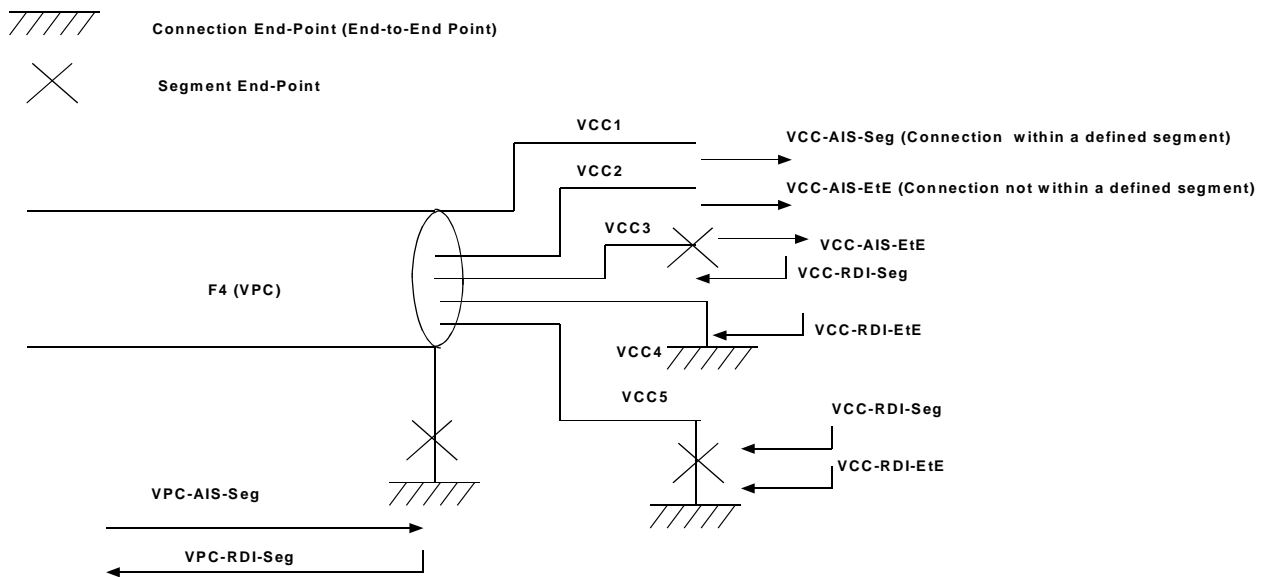 Connection End-Point (End-to-End Point)
Segment End-Point
VCC1
VCC-AIS-Seg (Connection within a defined segment)
VCC2
VCC-AIS-EtE (Connection not within a defined segment)
VCC3
VCC-AIS-EtE
VCC-RDI-Seg
F4 (VPC)
VCC-RDI-EtE
VCC4
VCC5
VCC-RDI-Seg
VCC-RDI-EtE
VPC-AIS-Seg
VPC-RDI-Seg